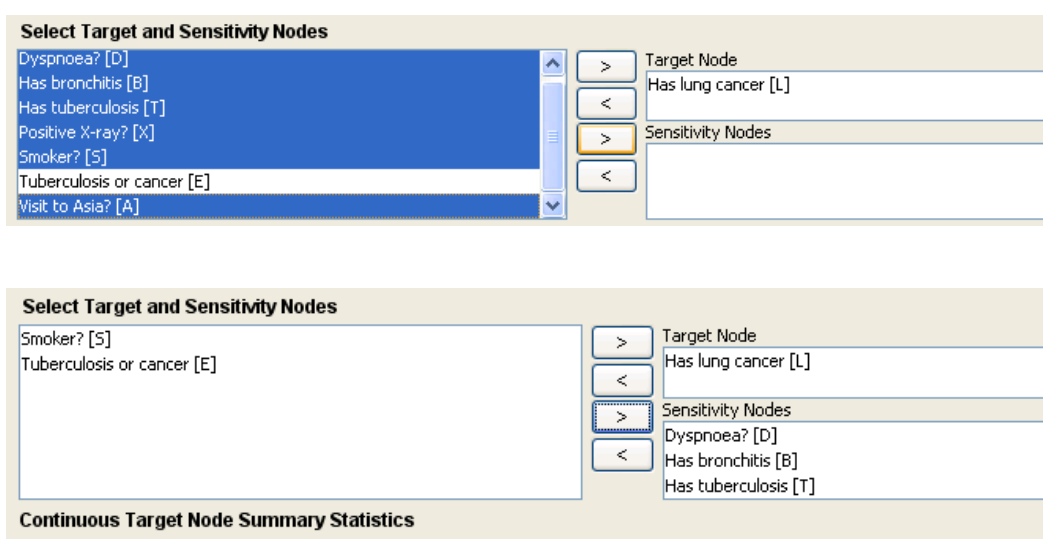 Select Target and Sensitivity Nodes
Dyspnoea? [D]
Has bronchitis [B]
Has tuberculosis [T]
Positive X-ray? [X]
Smoker? [S]
Tuberculosis or cancer [E]
Visit to Asia? [A]
>
<
>
<
Target Node
Has lung cancer [L]
Sensitivity Nodes
Select Target and Sensitivity Nodes
Smoker? [S]
Tuberculosis or cancer [E]
>
<
>
<
Target Node
Has lung cancer [L]
Sensitivity Nodes
Dyspnoea? [D]
Has bronchitis [B]
Has tuberculosis [T]
Continuous Target Node Summary Statistics